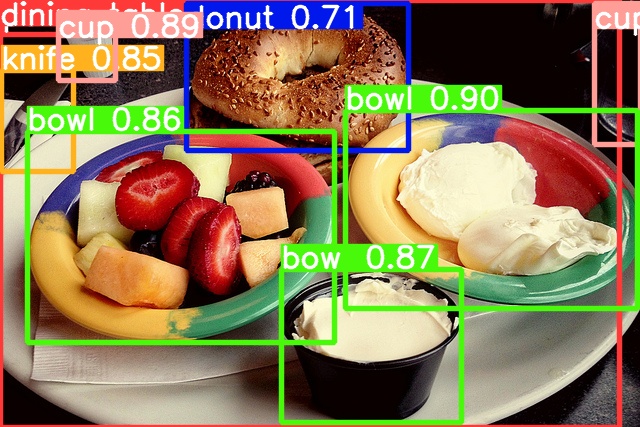 dining table
cup 0.89
donut 0.71
cup
knife 0.85
bowl 0.90
bowl 0.86
bow 0.87